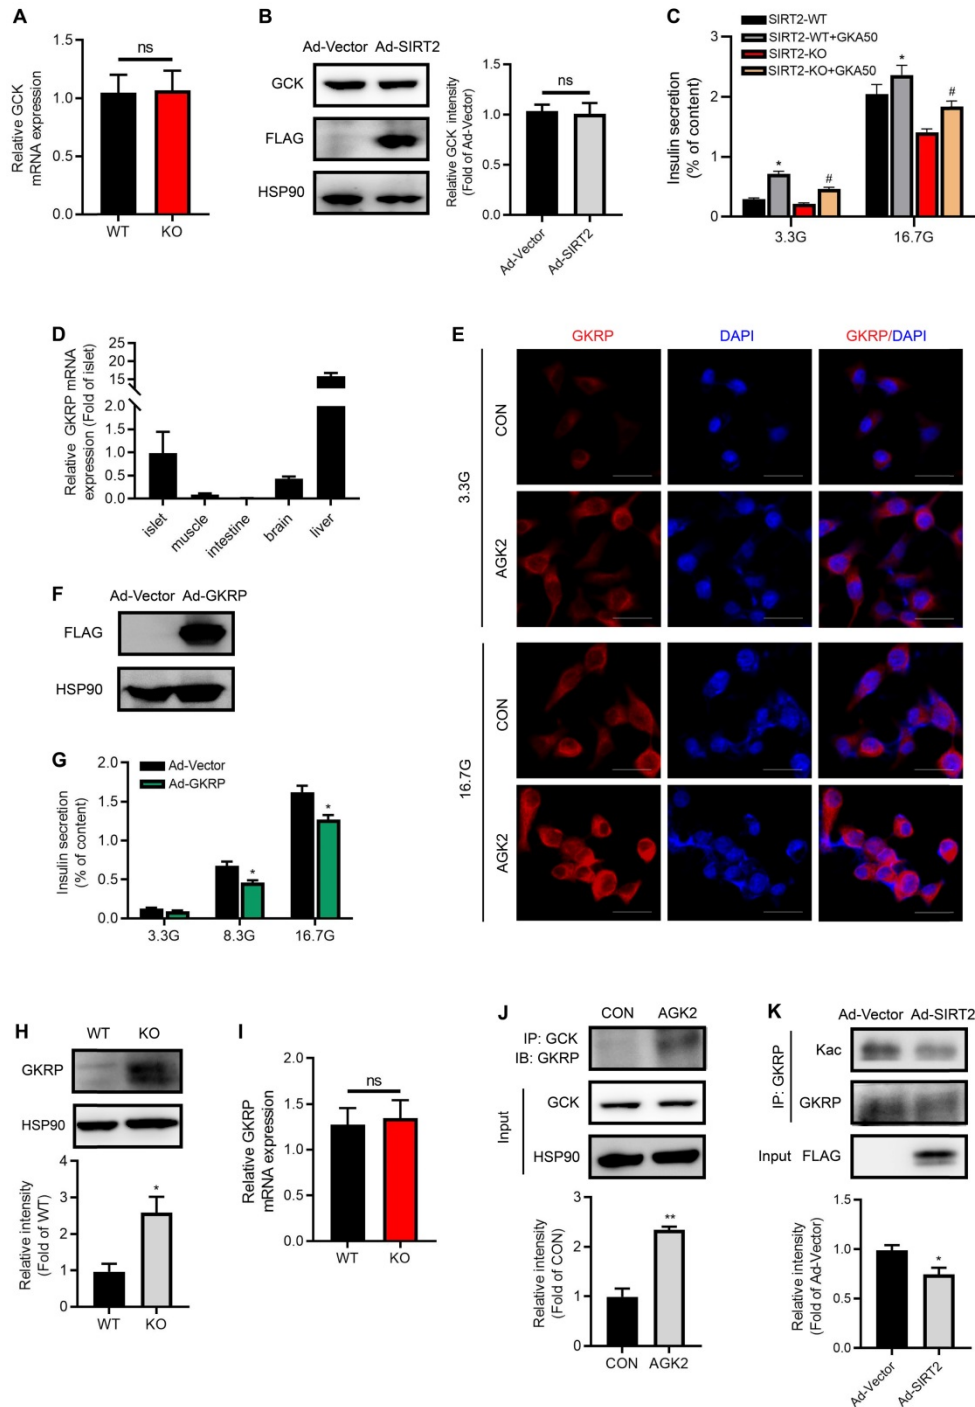 A
Relative GCK
mRNA expression
1.5
1.0
0.5
0.0
ns
WT
KO
B
Ad-Vector Ad-SIRT2
GCK
FLAG
HSP90
Relative GCK intensity
(Fold of Ad-Vector)
1.5
1.0
0.5
0.0
ns
Ad-Vector
Ad-SIRT2
C
SIRT2-WT
SIRT2-WT+GKA50
SIRT2-KO
SIRT2-KO+GKA50
Insulin secretion
(% of content)
3
2
1
0
*
#
*
#
3.3G
16.7G
D
Relative GKRP mRNA
expression (Fold of islet)
25
15
5
2.0
1.5
1.0
0.5
0.0
islet
muscle
intestine
brain
liver
E
GKRP
DAPI
GKRP/DAPI
3.3G
CON
AGK2
16.7G
CON
AGK2
F
Ad-Vector Ad-GKRP
FLAG
HSP90
G
Ad-Vector
Ad-GKRP
Insulin secretion
(% of content)
2.0
1.5
1.0
0.5
0.0
*
*
3.3G
8.3G
16.7G
H
WT
KO
GKRP
HSP90
Relative intensity
(Fold of WT)
4
3
2
1
0
*
WT
KO
I
Relative GKRP
mRNA expression
2.0
1.5
1.0
0.5
0.0
ns
WT
KO
J
CON
AGK2
IP: GCK
IB: GKRP
Input
GCK
HSP90
Relative intensity
(Fold of CON)
3
2
1
0
**
CON
AGK2
K
Ad-Vector Ad-SIRT2
IP: GKRP
Kac
GKRP
Input FLAG
Relative intensity
(Fold of Ad-Vector)
1.5
1.0
0.5
0.0
*
Ad-Vector
Ad-SIRT2